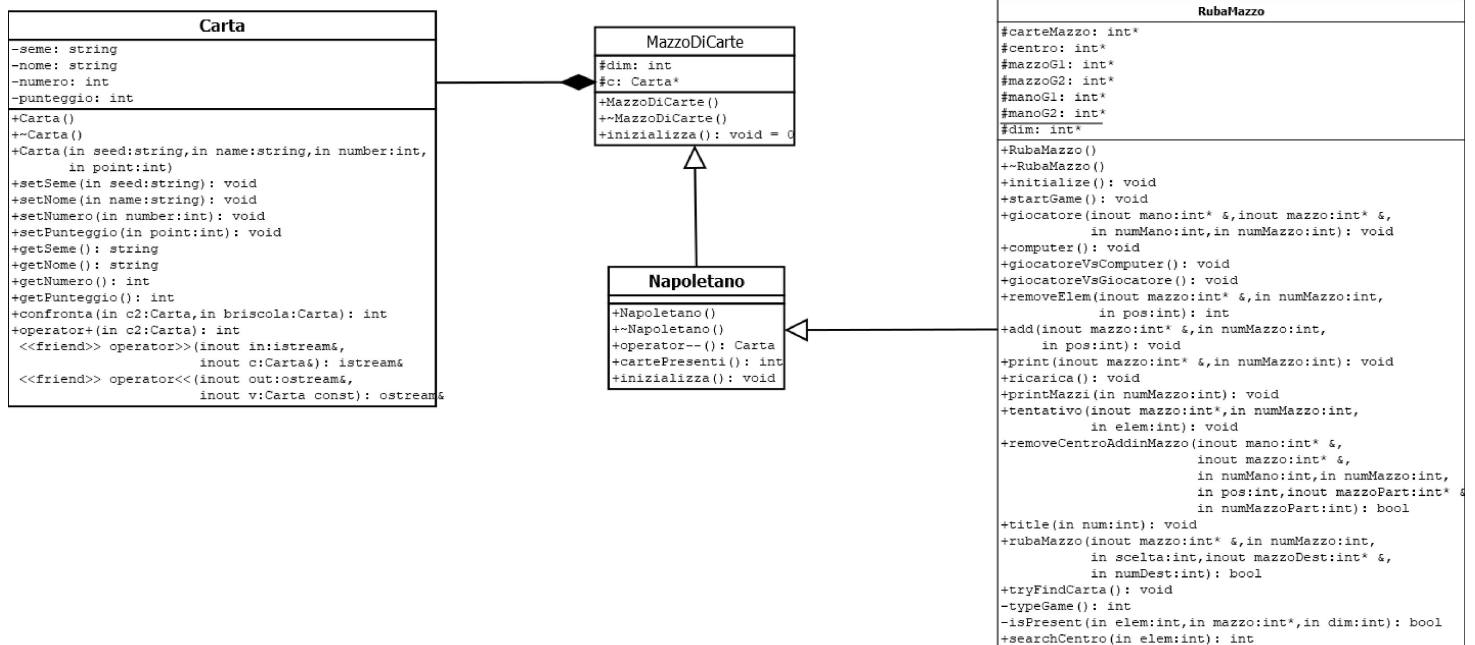 Carta
-seme: string
-nome: string
-numero: int
-punteggio: int
+Carta()
+~Carta()
+Carta(in seed:string,in name:string,in number:int,
in point:int)
+setSeme(in seed:string): void
+setNome(in name:string): void
+setNumero(in number:int): void
+setPunteggio(in point:int): void
+getSeme(): string
+getNome(): string
+getNumero(): int
+getPunteggio(): int
+confronta(in c2:Carta,in briscola:Carta): int
+operator+(in c2:Carta): int
<<friend>> operator>>(inout in:istream&,
inout c:Carta&): istream&
<<friend>> operator<<(inout out:ostream&,
inout v:Carta const): ostream&
MazzoDiCarte
#dim: int
#c: Carta*
+MazzoDiCarte()
+~MazzoDiCarte()
+inizializza(): void = 0
Napoletano
+Napoletano()
+~Napoletano()
+operator--(): Carta
+cartePresenti(): int
+inizializza(): void
RubaMazzo
#carteMazzo: int*
#centro: int*
#mazzoG1: int*
#mazzoG2: int*
#manoG1: int*
#manoG2: int*
#dim: int*
+RubaMazzo()
+~RubaMazzo()
+initialize(): void
+startGame(): void
+giocatore(inout mano:int* &,inout mazzo:int* &,
in numMano:int,in numMazzo:int): void
+computer(): void
+giocatoreVsComputer(): void
+giocatoreVsGiocatore(): void
+removeElem(inout mazzo:int* &,in numMazzo:int,
in pos:int): int
+add(inout mazzo:int* &,in numMazzo:int,
in pos:int): void
+print(inout mazzo:int* &,in numMazzo:int): void
+ricarica(): void
+printMazzi(in numMazzo:int): void
+tentativo(inout mazzo:int*,in numMazzo:int,
in elem:int): void
+removeCentroAddinMazzo(inout mano:int* &,
inout mazzo:int* &,
in numMano:int,in numMazzo:int,
in pos:int,inout mazzoPart:int* &
in numMazzoPart:int): bool
+title(in num:int): void
+rubaMazzo(inout mazzo:int* &,in numMazzo:int,
in scelta:int,inout mazzoDest:int* &,
in numDest:int): bool
+tryFindCarta(): void
-typeGame(): int
-isPresent(in elem:int,in mazzo:int*,in dim:int): bool
+searchCentro(in elem:int): int